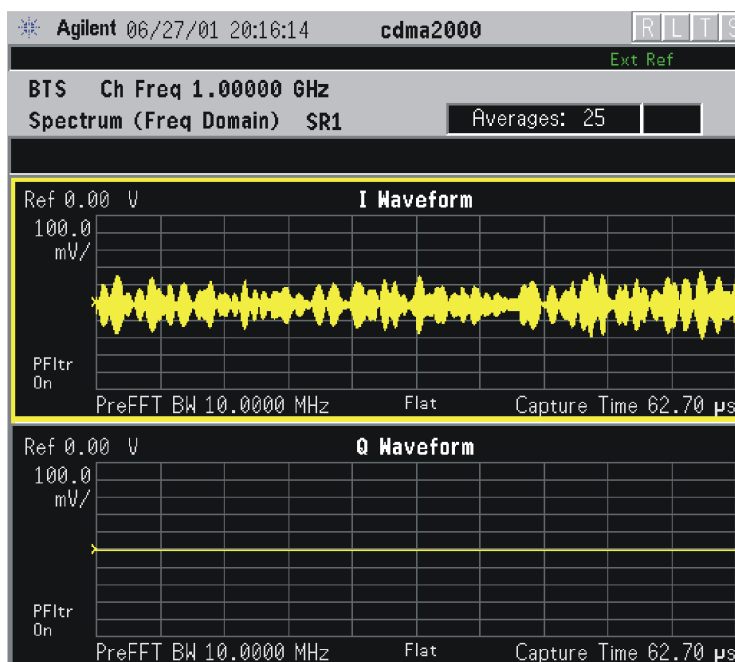 Agilent 06/27/01 20:16:14 cdma2000 R L T S
Ext Ref
BTS Ch Freq 1.00000 GHz
Spectrum (Freq Domain) SR1 Averages: 25
Ref 0.00 V I Waveform
100.0
mV/
PFltr
On
PreFFT BW 10.0000 MHz Flat Capture Time 62.70 µs
Ref 0.00 V Q Waveform
100.0
mV/
PFltr
On
PreFFT BW 10.0000 MHz Flat Capture Time 62.70 µs